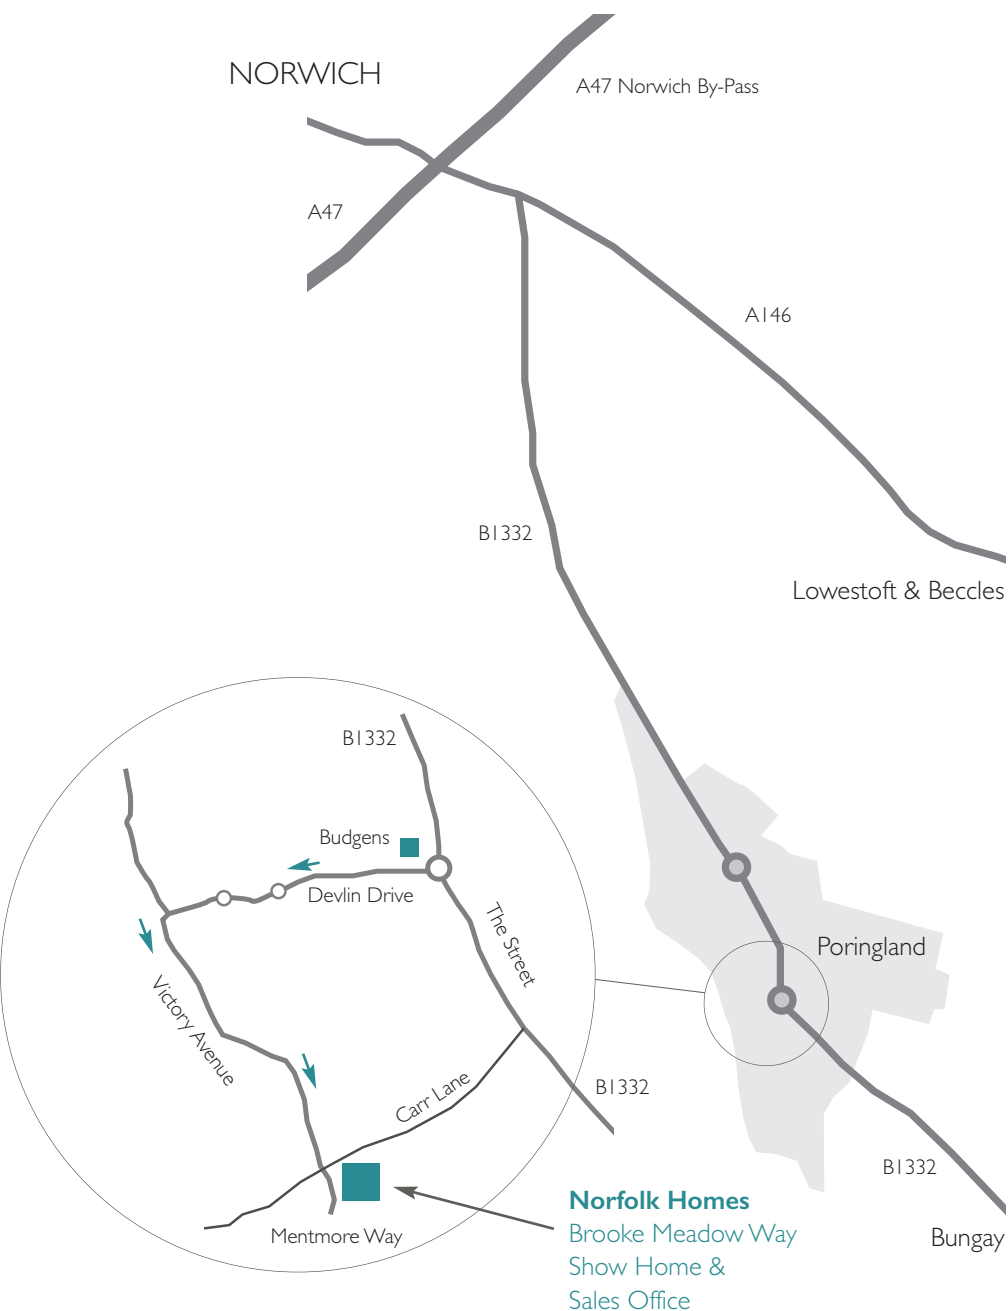 NORWICH
A47 Norwich By-Pass
A47
A146
B1332
Lowestoft & Beccles
B1332
Budgens
Devlin Drive
The Street
Poringland
Victory Avenue
Carr Lane
B1332
B1332
Mentmore Way
Norfolk Homes
Brooke Meadow Way
Show Home &
Sales Office
Bungay